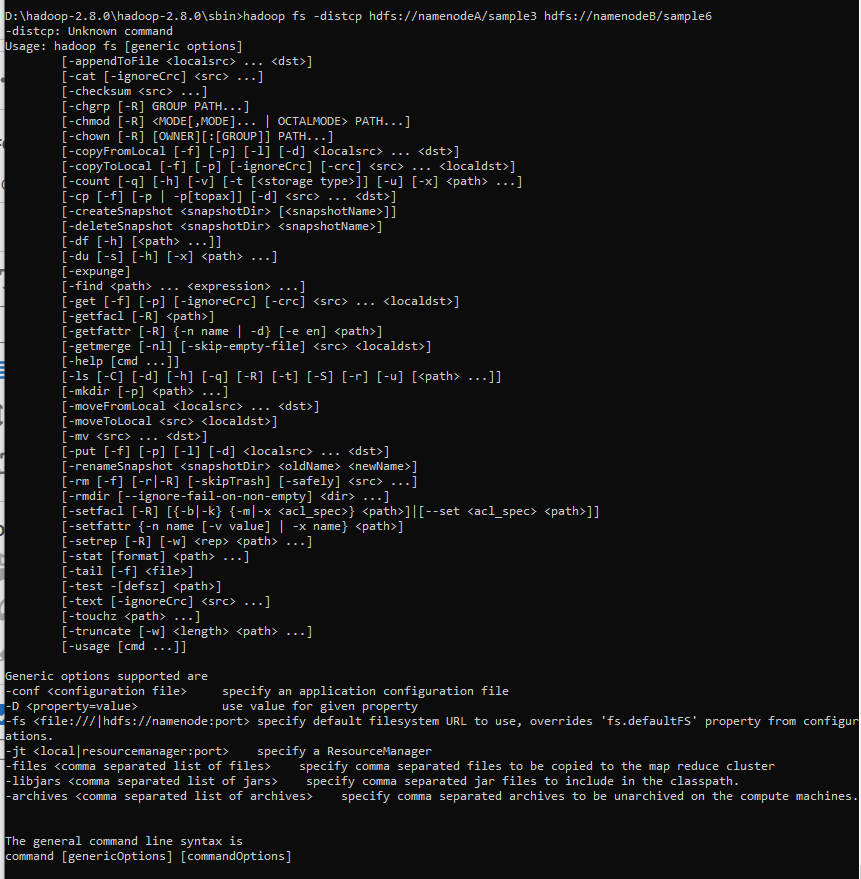 D:\hadoop-2.8.0\hadoop-2.8.0\sbin>hadoop fs -distcp hdfs://namenodeA/sample3 hdfs://namenodeB/sample6
-distcp: Unknown command
Usage: hadoop fs [generic options]
        [-appendToFile <localsrc> ... <dst>]
        [-cat [-ignoreCrc] <src> ...]
        [-checksum <src> ...]
        [-chgrp [-R] GROUP PATH...]
        [-chmod [-R] <MODE[,MODE]... | OCTALMODE> PATH...]
        [-chown [-R] [OWNER][:[GROUP]] PATH...]
        [-copyFromLocal [-f] [-p] [-l] [-d] <localsrc> ... <dst>]
        [-copyToLocal [-f] [-p] [-ignoreCrc] [-crc] <src> ... <localdst>]
        [-count [-q] [-h] [-v] [-t [<storage type>]] [-u] [-x] <path> ...]
        [-cp [-f] [-p | -p[topax]] [-d] <src> ... <dst>]
        [-createSnapshot <snapshotDir> [<snapshotName>]]
        [-deleteSnapshot <snapshotDir> <snapshotName>]
        [-df [-h] [<path> ...]]
        [-du [-s] [-h] [-x] <path> ...]
        [-expunge]
        [-find <path> ... <expression> ...]
        [-get [-f] [-p] [-ignoreCrc] [-crc] <src> ... <localdst>]
        [-getfacl [-R] <path>]
        [-getfattr [-R] {-n name | -d} [-e en] <path>]
        [-getmerge [-nl] [-skip-empty-file] <src> <localdst>]
        [-help [cmd ...]]
        [-ls [-C] [-d] [-h] [-q] [-R] [-t] [-S] [-r] [-u] [<path> ...]]
        [-mkdir [-p] <path> ...]
        [-moveFromLocal <localsrc> ... <dst>]
        [-moveToLocal <src> <localdst>]
        [-mv <src> ... <dst>]
        [-put [-f] [-p] [-l] [-d] <localsrc> ... <dst>]
        [-renameSnapshot <snapshotDir> <oldName> <newName>]
        [-rm [-f] [-r|-R] [-skipTrash] [-safely] <src> ...]
        [-rmdir [--ignore-fail-on-non-empty] <dir> ...]
        [-setfacl [-R] [{-b|-k} {-m|-x <acl_spec>} <path>]|[--set <acl_spec> <path>]]
        [-setfattr {-n name [-v value] | -x name} <path>]
        [-setrep [-R] [-w] <rep> <path> ...]
        [-stat [format] <path> ...]
        [-tail [-f] <file>]
        [-test -[defsz] <path>]
        [-text [-ignoreCrc] <src> ...]
        [-touchz <path> ...]
        [-truncate [-w] <length> <path> ...]
        [-usage [cmd ...]]

Generic options supported are
-conf <configuration file>     specify an application configuration file
-D <property=value>            use value for given property
-fs <file:///|hdfs://namenode:port> specify default filesystem URL to use, overrides 'fs.defaultFS' property from configur
ations.
-jt <local|resourcemanager:port>    specify a ResourceManager
-files <comma separated list of files>    specify comma separated files to be copied to the map reduce cluster
-libjars <comma separated list of jars>    specify comma separated jar files to include in the classpath.
-archives <comma separated list of archives>    specify comma separated archives to be unarchived on the compute machines.

The general command line syntax is
command [genericOptions] [commandOptions]